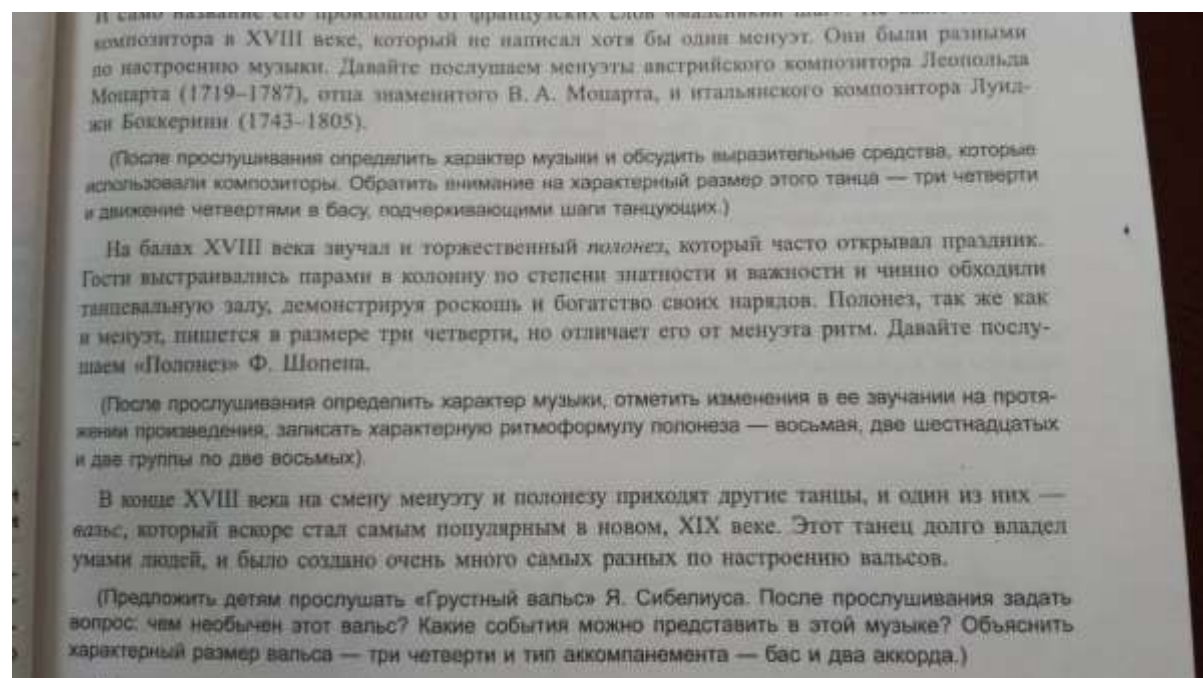 И само название его произошло от французских слов «маленький шаг».
композитора в XVIII веке, который не написал хотя бы один менуэт. Они были разными
по настроению музыки. Давайте послушаем менуэты австрийского композитора Леопольда
Моцарта (1719–1787), отца знаменитого В. А. Моцарта, и итальянского композитора Луид-
жи Боккерини (1743–1805).
(После прослушивания определить характер музыки и обсудить выразительные средства, которые
использовали композиторы. Обратить внимание на характерный размер этого танца — три четверти
и движение четвертями в басу, подчеркивающими шаги танцующих.)
На балах XVIII века звучал и торжественный полонез, который часто открывал праздник.
Гости выстраивались парами в колонну по степени знатности и важности и чинно обходили
танцевальную залу, демонстрируя роскошь и богатство своих нарядов. Полонез, так же как
и менуэт, пишется в размере три четверти, но отличает его от менуэта ритм. Давайте послу-
шаем «Полонез» Ф. Шопена.
(После прослушивания определить характер музыки, отметить изменения в ее звучании на протя-
жении произведения, записать характерную ритмоформулу полонеза — восьмая, две шестнадцатых
и две группы по две восьмых).
В конце XVIII века на смену менуэту и полонезу приходят другие танцы, и один из них —
вальс, который вскоре стал самым популярным в новом, XIX веке. Этот танец долго владел
умами людей, и было создано очень много самых разных по настроению вальсов.
(Предложить детям прослушать «Грустный вальс» Я. Сибелиуса. После прослушивания задать
вопрос: чем необычен этот вальс? Какие события можно представить в этой музыке? Объяснить
характерный размер вальса — три четверти и тип аккомпанемента — бас и два аккорда.)